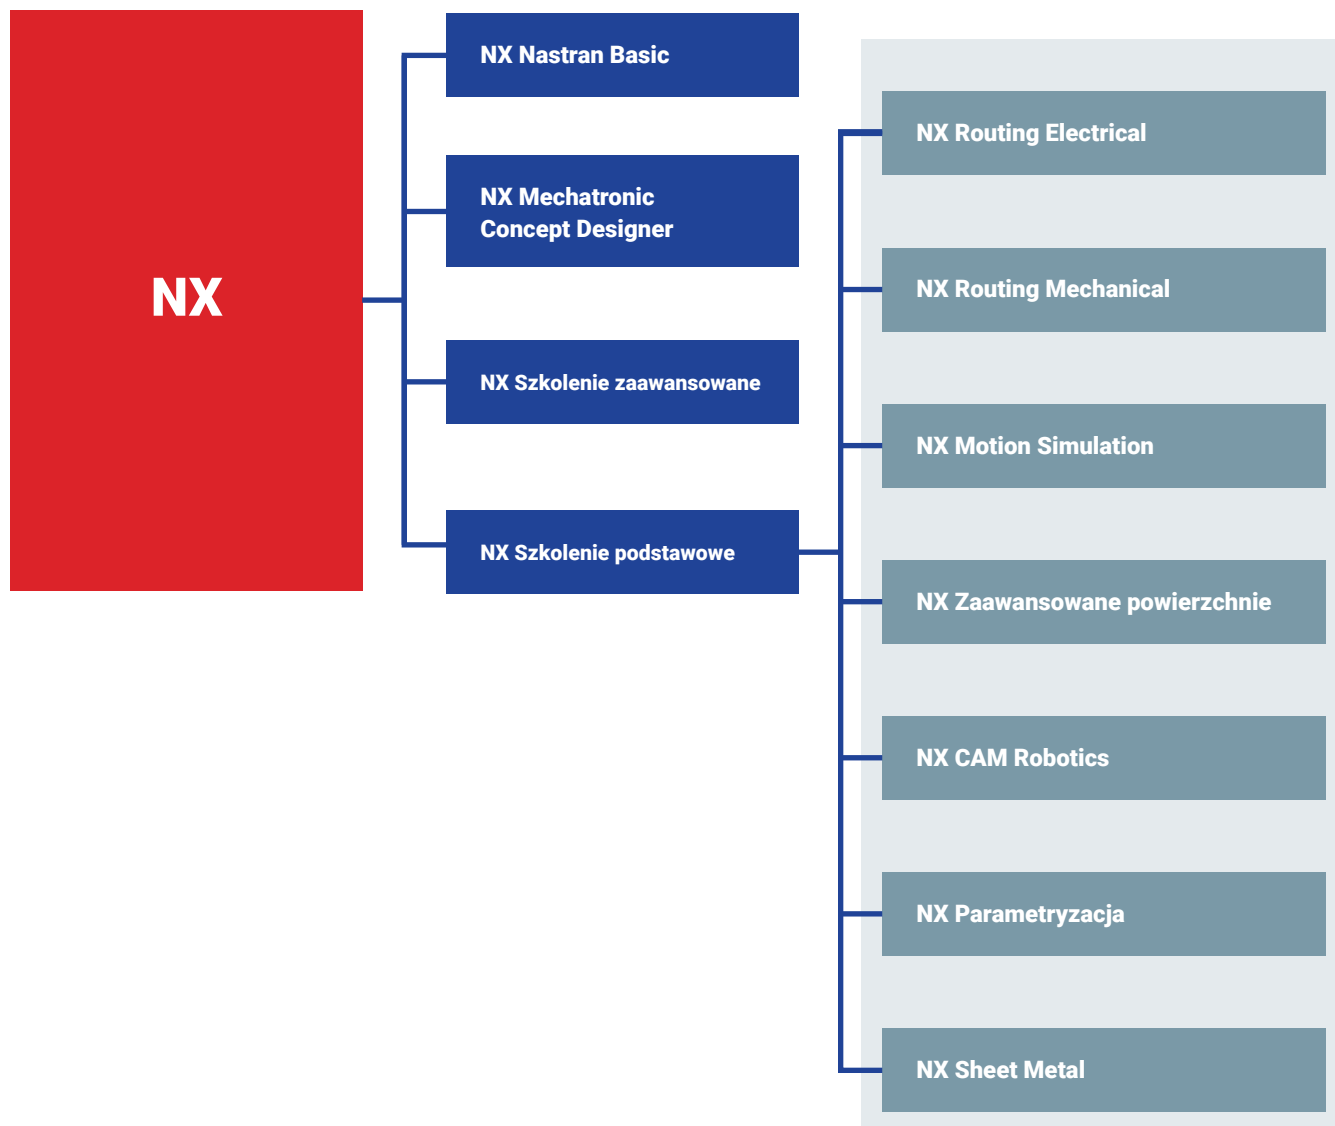 NX
NX Nastran Basic
NX Mechatronic
Concept Designer
NX Szkolenie zaawansowane
NX Szkolenie podstawowe
NX Routing Electrical
NX Routing Mechanical
NX Motion Simulation
NX Zaawansowane powierzchnie
NX CAM Robotics
NX Parametryzacja
NX Sheet Metal